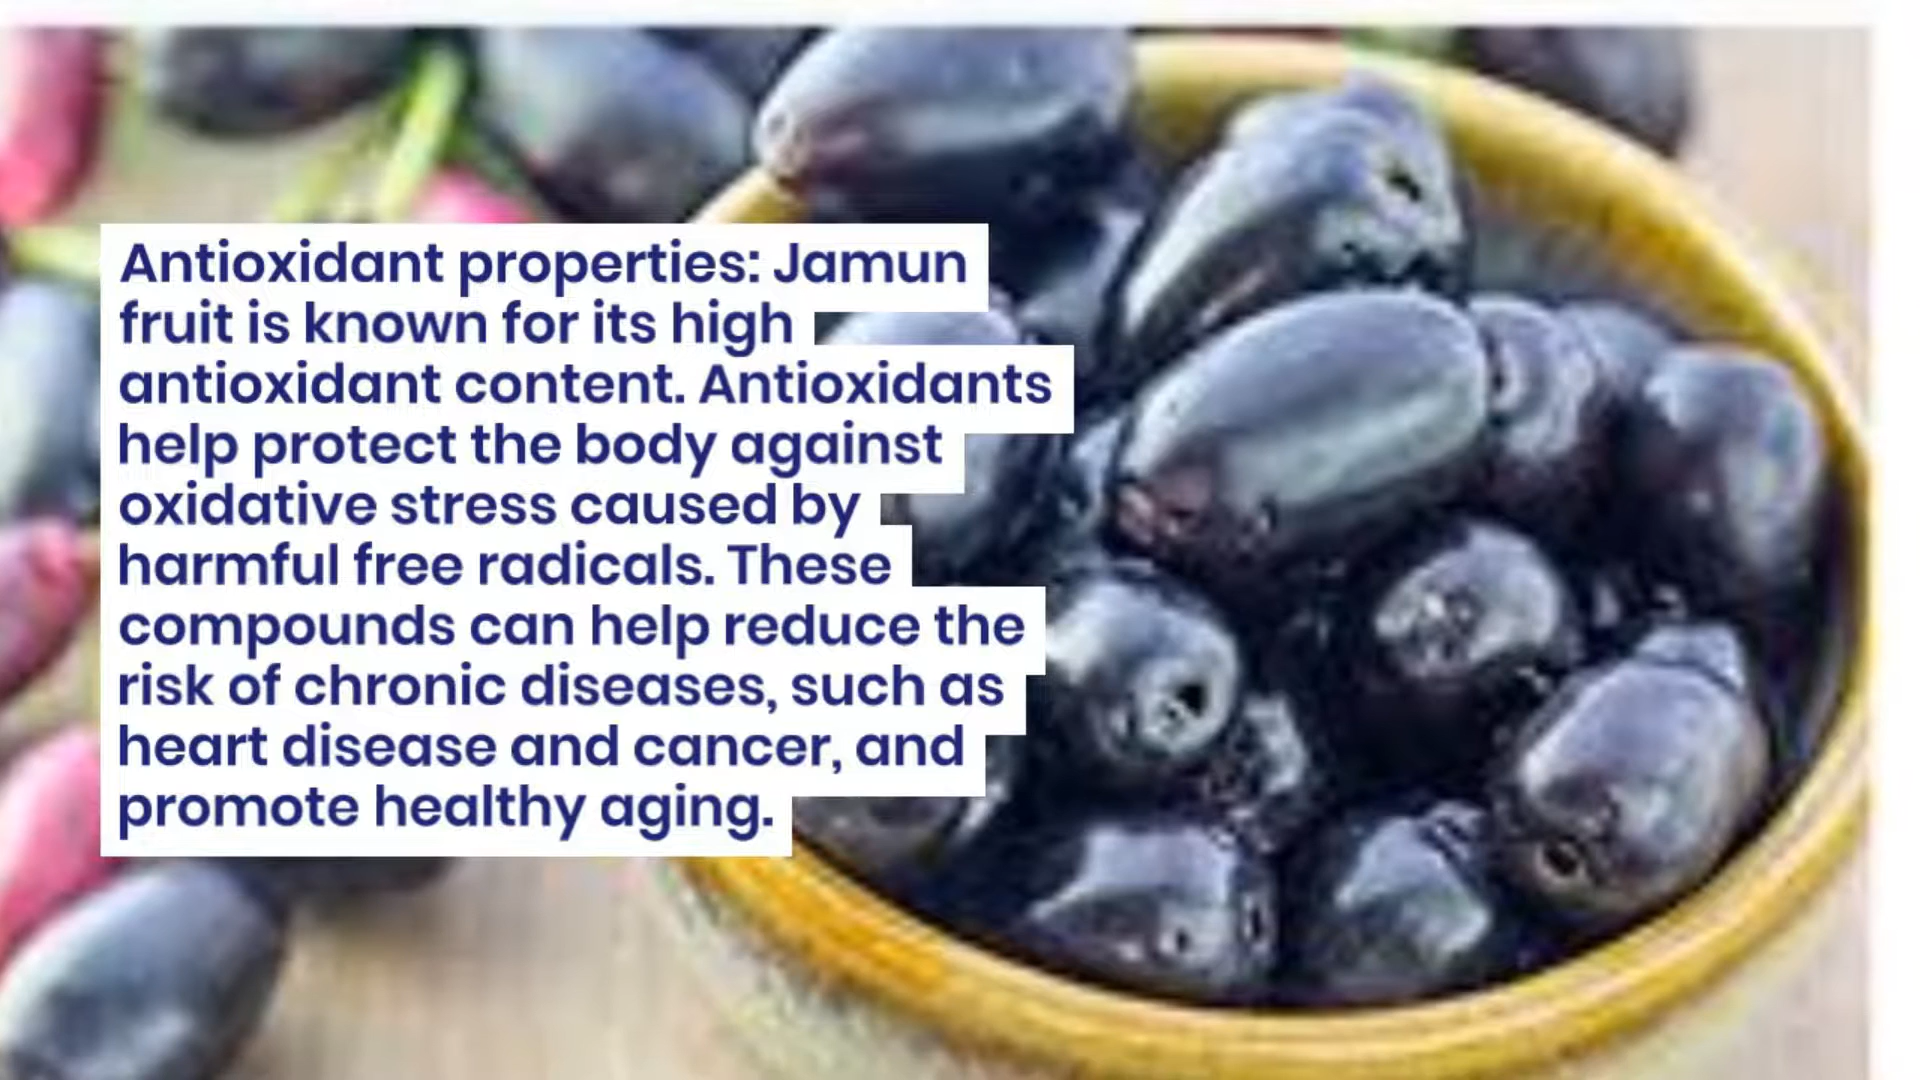 Antioxidant properties: Jamun
fruit is known for its high
antioxidant content. Antioxidants
help protect the body against
oxidative stress caused by
harmful free radicals. These
compounds can help reduce the
risk of chronic diseases, such as
heart disease and cancer, and
promote healthy aging.